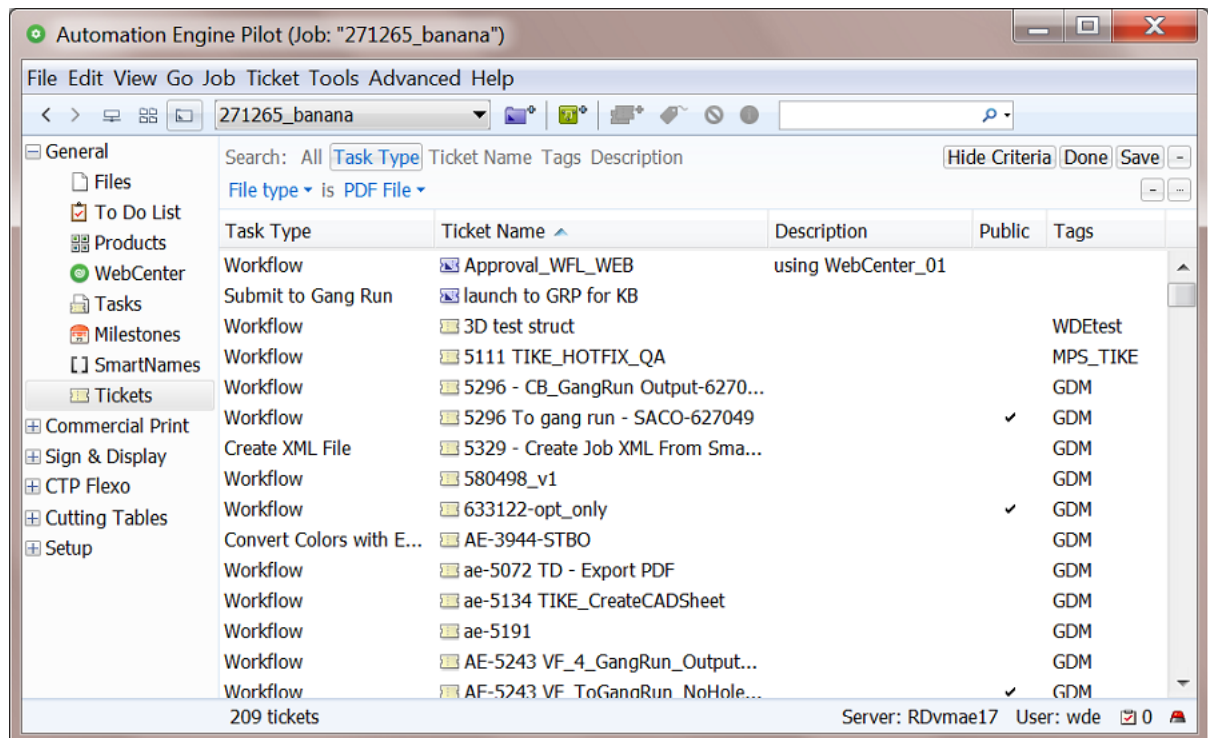 Automation Engine Pilot (Job: "271265_banana")
File Edit View Go Job Ticket Tools Advanced Help
271265_banana
General
Files
To Do List
Products
WebCenter
Tasks
Milestones
SmartNames
Tickets
Commercial Print
Sign & Display
CTP Flexo
Cutting Tables
Setup
Search: All Task Type Ticket Name Tags Description Hide Criteria Done Save -
File type is PDF File - ...
Task Type Ticket Name Description Public Tags
Workflow Approval_WFL_WEB using WebCenter_01
Submit to Gang Run launch to GRP for KB
Workflow 3D test struct WDEtest
Workflow 5111 TIKE_HOTFIX_QA MPS_TIKE
Workflow 5296 - CB_GangRun Output-6270... GDM
Workflow 5296 To gang run - SACO-627049 ✔ GDM
Create XML File 5329 - Create Job XML From Sma... GDM
Workflow 580498_v1 GDM
Workflow 633122-opt_only ✔ GDM
Convert Colors with E... AE-3944-STBO GDM
Workflow ae-5072 TD - Export PDF GDM
Workflow ae-5134 TIKE_CreateCADSheet GDM
Workflow ae-5191 GDM
Workflow AE-5243 VF_4_GangRun_Output... GDM
Workflow AE-5243 VF_ToGangRun_NoHole... ✔ GDM
209 tickets Server: RDvmae17 User: wde 0